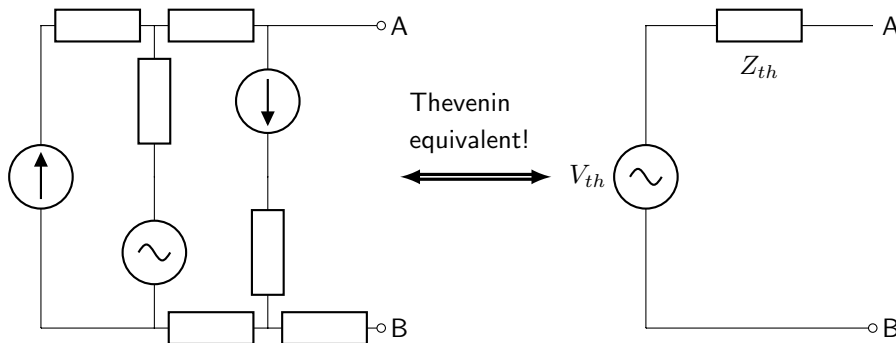 A
A
Z_th
Thevenin
equivalent!
V_th
B
B